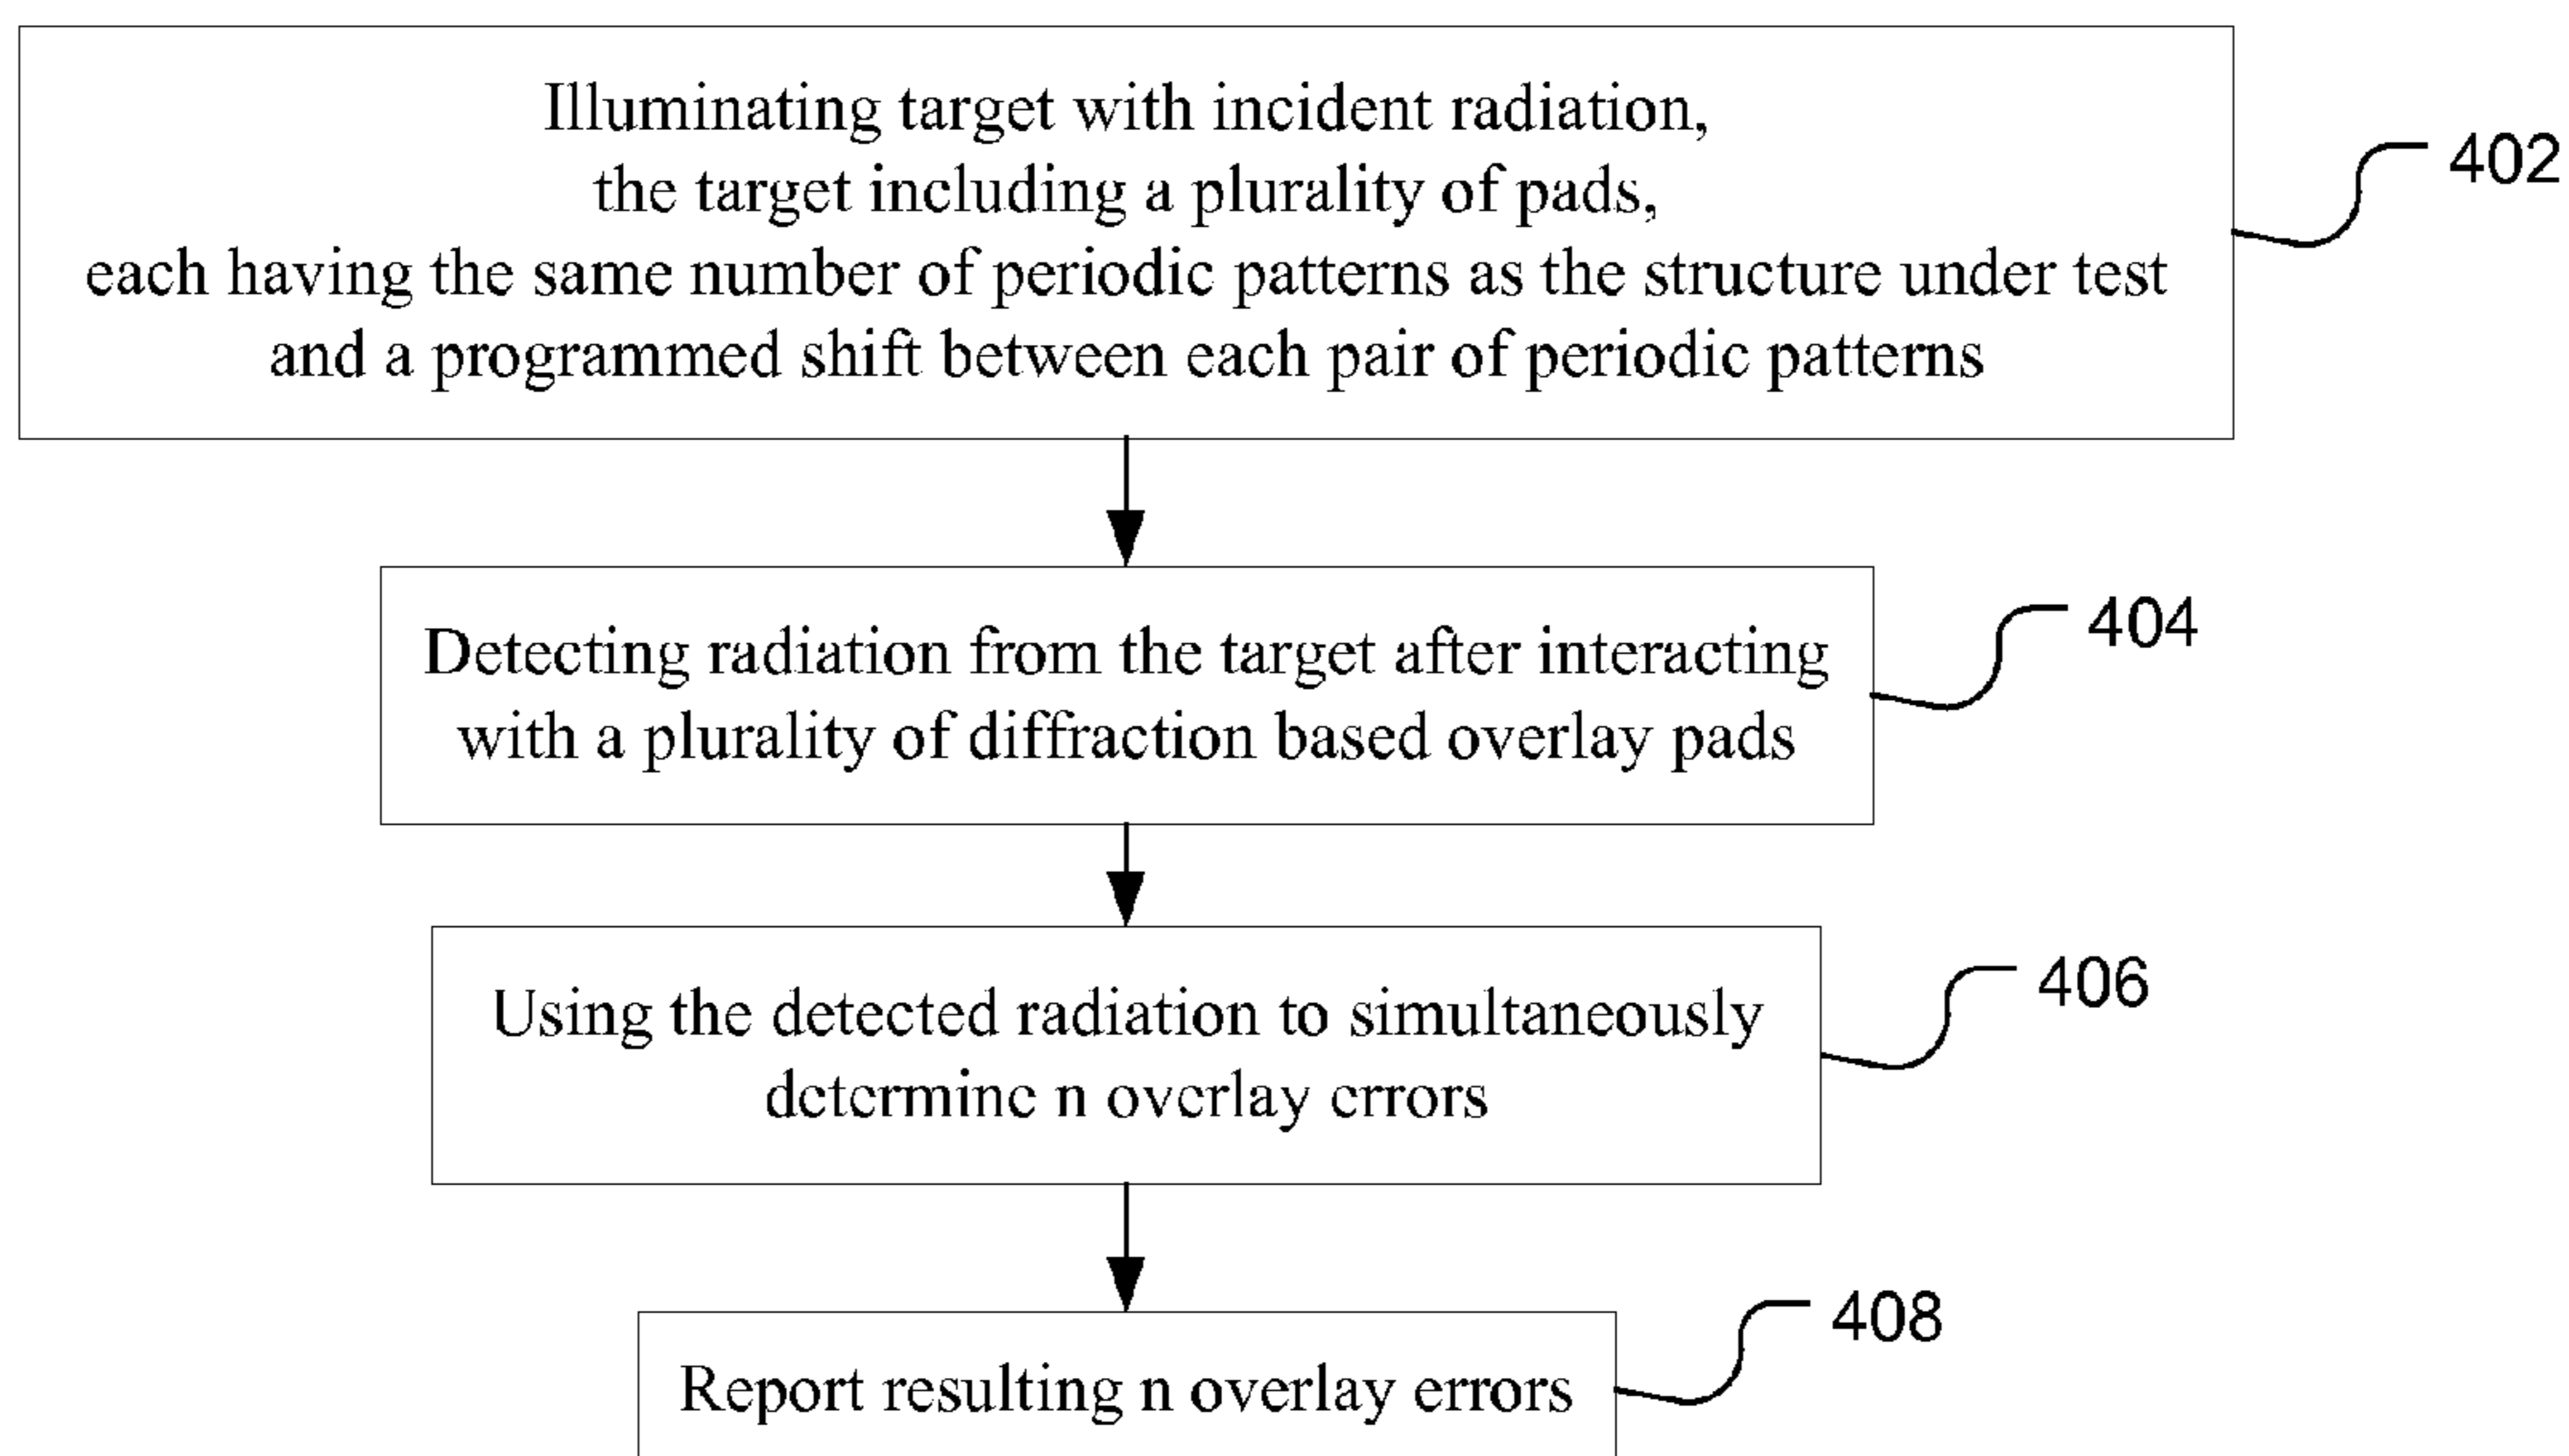 Illuminating target with incident radiation,
the target including a plurality of pads,
each having the same number of periodic patterns as the structure under test
and a programmed shift between each pair of periodic patterns
402
Detecting radiation from the target after interacting
with a plurality of diffraction based overlay pads
404
Using the detected radiation to simultaneously
determine n overlay errors
406
Report resulting n overlay errors
408